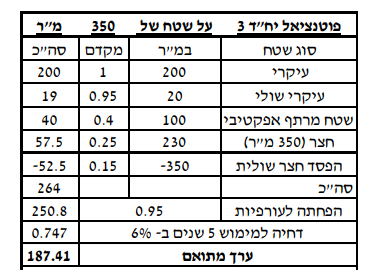 פוטנציאל יח״ד 3 על שטח של 350 מ״ר
סוג שטח במ״ר מקדם סה״כ
עיקרי 200 1 200
עיקרי שולי 20 0.95 19
שטח מרתף אפקטיבי 100 0.4 40
חצר (350 מ״ר) 230 0.25 57.5
הפסד חצר שולית -350 0.15 -52.5
סה״כ 264
הפחתה לעורפיות 0.95 250.8
דחיה למימוש 5 שנים ב- 6% 0.747
ערך מתואם 187.41